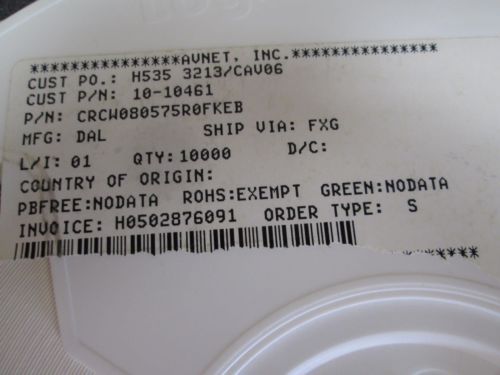 ****************AVNET, INC.****************
CUST PO.: H535 3213/CAV06
CUST P/N: 10-10461
P/N: CRCW080575R0FKEB
MFG: DAL SHIP VIA: FXG
L/I: 01 QTY: 10000 D/C:
COUNTRY OF ORIGIN:
PBFREE:NODATA ROHS:EXEMPT GREEN:NODATA
INVOICE: H0502876091 ORDER TYPE: S